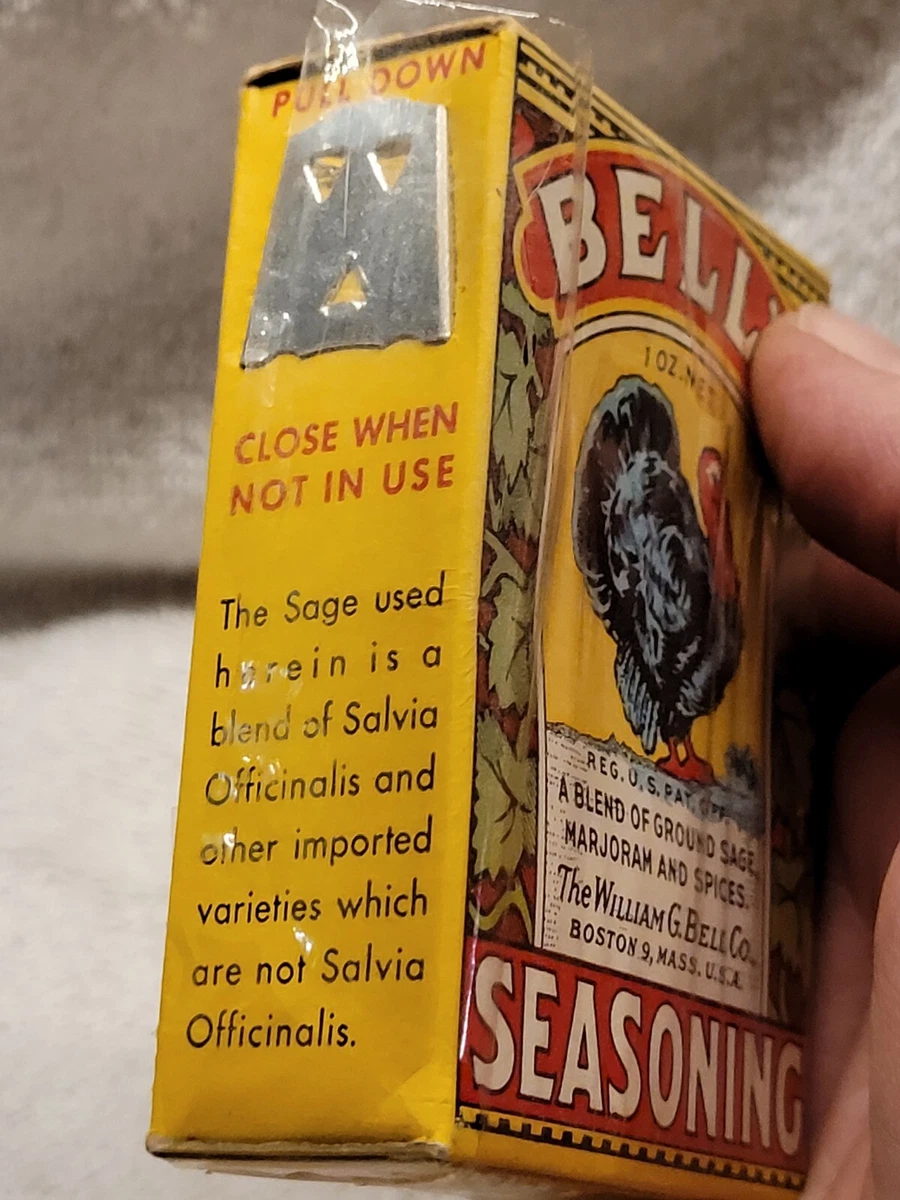 PULL DOWN
CLOSE WHEN
NOT IN USE
The Sage used
herein is a
blend of Salvia
Officinalis and
other imported
varieties which
are not Salvia
Officinalis.
BELL'
1 OZ. NET
REG. U. S. PAT. OFF.
A BLEND OF GROUND SAGE,
MARJORAM AND SPICES.
The WILLIAM G. BELL Co.
BOSTON 9, MASS. U.S.A.
SEASONING